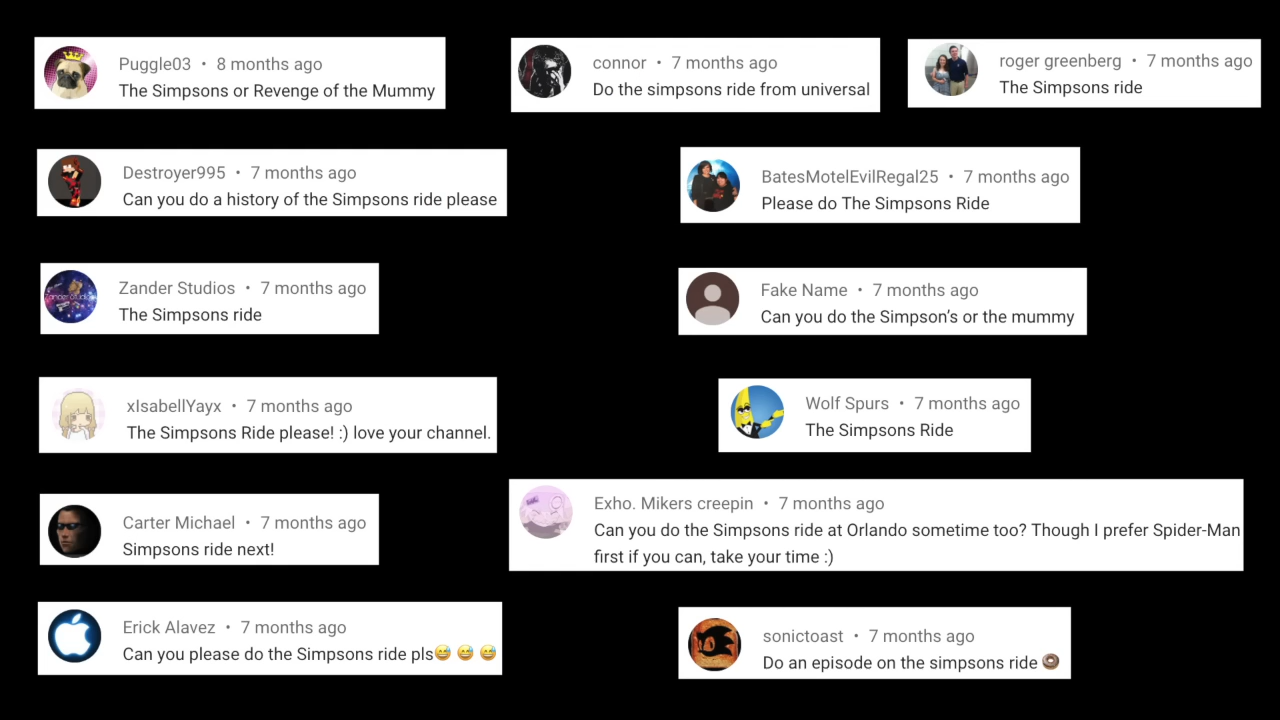 Puggle03 • 8 months ago
The Simpsons or Revenge of the Mummy
connor • 7 months ago
Do the simpsons ride from universal
roger greenberg • 7 months ago
The Simpsons ride
Destroyer995 • 7 months ago
Can you do a history of the Simpsons ride please
BatesMotelEvilRegal25 • 7 months ago
Please do The Simpsons Ride
Zander Studios • 7 months ago
The Simpsons ride
Fake Name • 7 months ago
Can you do the Simpson's or the mummy
xIsabellYayx • 7 months ago
The Simpsons Ride please! :) love your channel.
Wolf Spurs • 7 months ago
The Simpsons Ride
Carter Michael • 7 months ago
Simpsons ride next!
Exho. Mikers creepin • 7 months ago
Can you do the Simpsons ride at Orlando sometime too? Though I prefer Spider-Man
first if you can, take your time :)
Erick Alavez • 7 months ago
Can you please do the Simpsons ride pls😅 😅 😅
sonictoast • 7 months ago
Do an episode on the simpsons ride 🍩